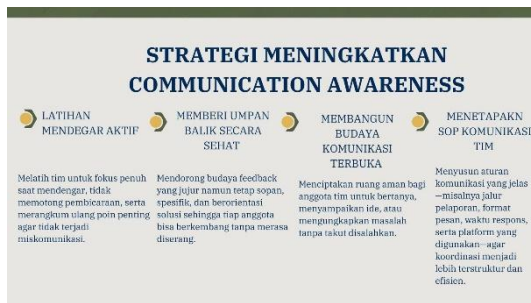 STRATEGI MENINGKATKAN
COMMUNICATION AWARENESS
LATIHAN
MENDEGAR AKTIF
Melatih tim untuk fokus penuh
saat mendengar, tidak
memotong pembicaraan, serta
merangkum ulang poin penting
agar tidak terjadi
miskomunikasi.
MEMBERI UMPAN
BALIK SECARA
SEHAT
Mendorong budaya feedback
yang jujur namun tetap sopan,
spesifik, dan berorientasi
solusi sehingga tiap anggota
bisa berkembang tanpa merasa
diserang.
MEMBANGUN
BUDAYA
KOMUNIKASI
TERBUKA
Menciptakan ruang aman bagi
anggota tim untuk bertanya,
menyampaikan ide, atau
mengungkapkan masalah
tanpa takut disalahkan.
MENETAPAKN
SOP KOMUNIKASI
TIM
Menyusun aturan
komunikasi yang jelas
—misalnya jalur
pelaporan, format
pesan, waktu respons,
serta platform yang
digunakan—agar
koordinasi menjadi
lebih terstruktur dan
efisien.